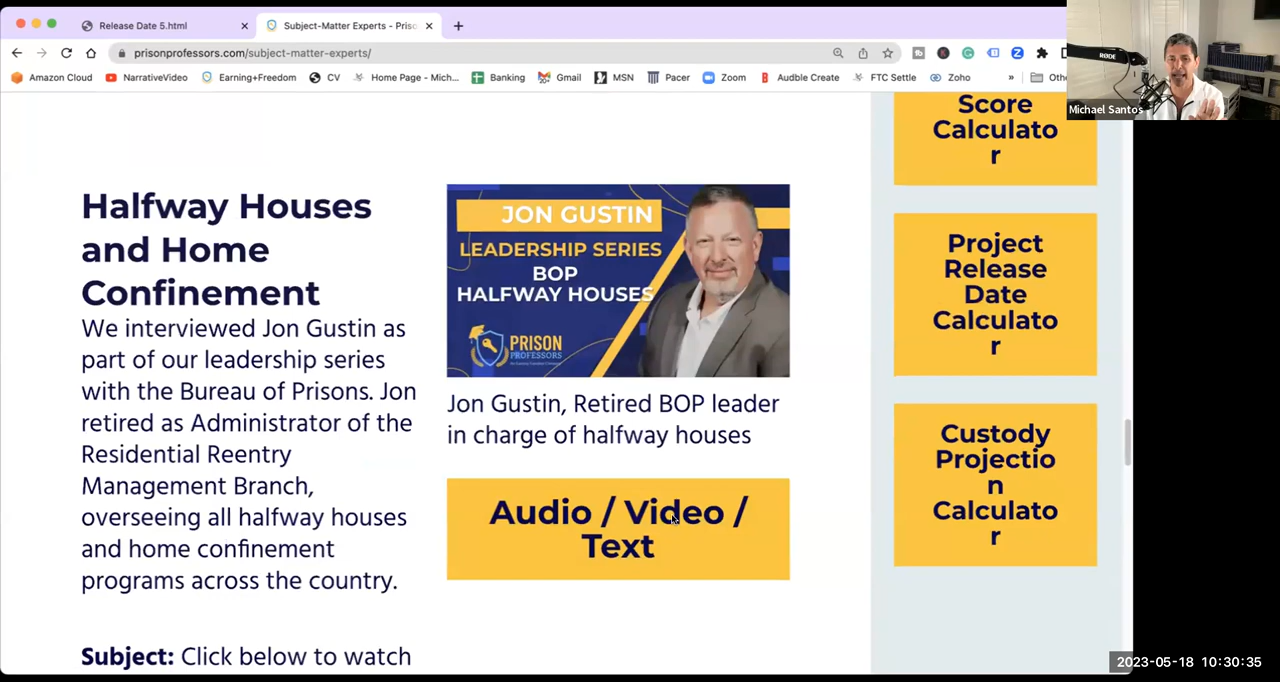 Release Date 5.html
Subject-Matter Experts - Priso
prisonprofessors.com/subject-matter-experts/
Amazon Cloud
NarrativeVideo
Earning+Freedom
CV
Home Page - Mich...
Banking
Gmail
MSN
Pacer
Zoom
Audble Create
FTC Settle
Zoho
»
Oth
RØDE
Michael Santos
Halfway Houses
and Home
Confinement
We interviewed Jon Gustin as
part of our leadership series
with the Bureau of Prisons. Jon
retired as Administrator of the
Residential Reentry
Management Branch,
overseeing all halfway houses
and home confinement
programs across the country.
Subject: Click below to watch
JON GUSTIN
LEADERSHIP SERIES
BOP
HALFWAY HOUSES
PRISON
PROFESSORS
Jon Gustin, Retired BOP leader
in charge of halfway houses
Audio / Video /
Text
Score
Calculato
r
Project
Release
Date
Calculato
r
Custody
Projectio
n
Calculato
r
2023-05-18 10:30:35